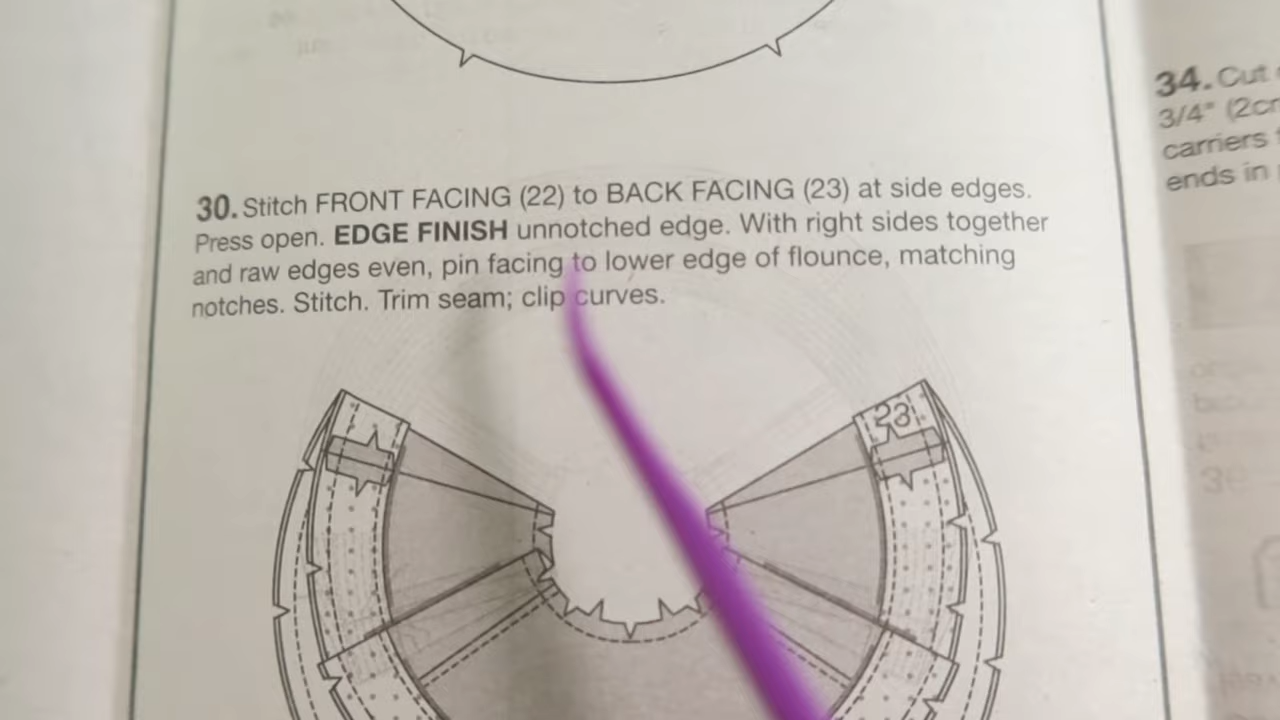 30. Stitch FRONT FACING (22) to BACK FACING (23) at side edges.
Press open. EDGE FINISH unnotched edge. With right sides together
and raw edges even, pin facing to lower edge of flounce, matching
notches. Stitch. Trim seam; clip curves.
23
34. Cut
3/4" (2cm
carriers
ends in